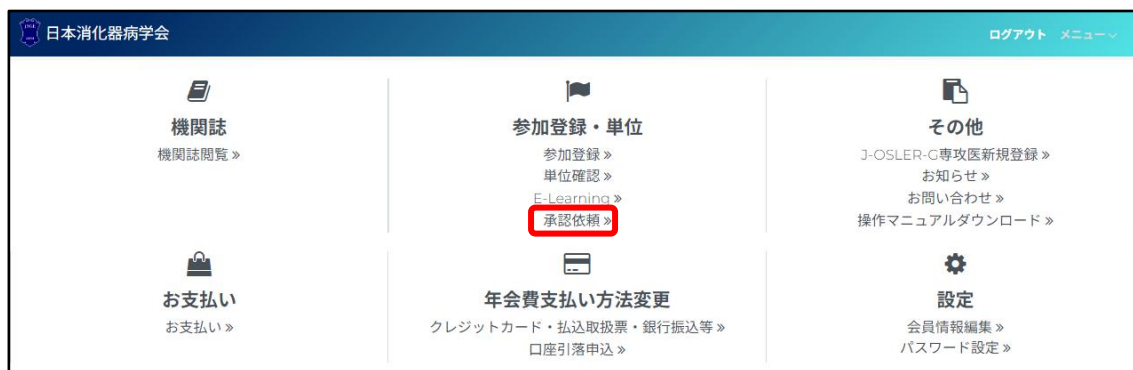 日本消化器病学会
ログアウト メニュー
機関誌
機関誌閲覧 »
参加登録・単位
参加登録 »
単位確認 »
E-Learning »
承認依頼 »
その他
J-OSLER-G専攻医新規登録 »
お知らせ »
お問い合わせ »
操作マニュアルダウンロード »
お支払い
お支払い »
年会費支払い方法変更
クレジットカード・払込取扱票・銀行振込等 »
口座引落申込 »
設定
会員情報編集 »
パスワード設定 »